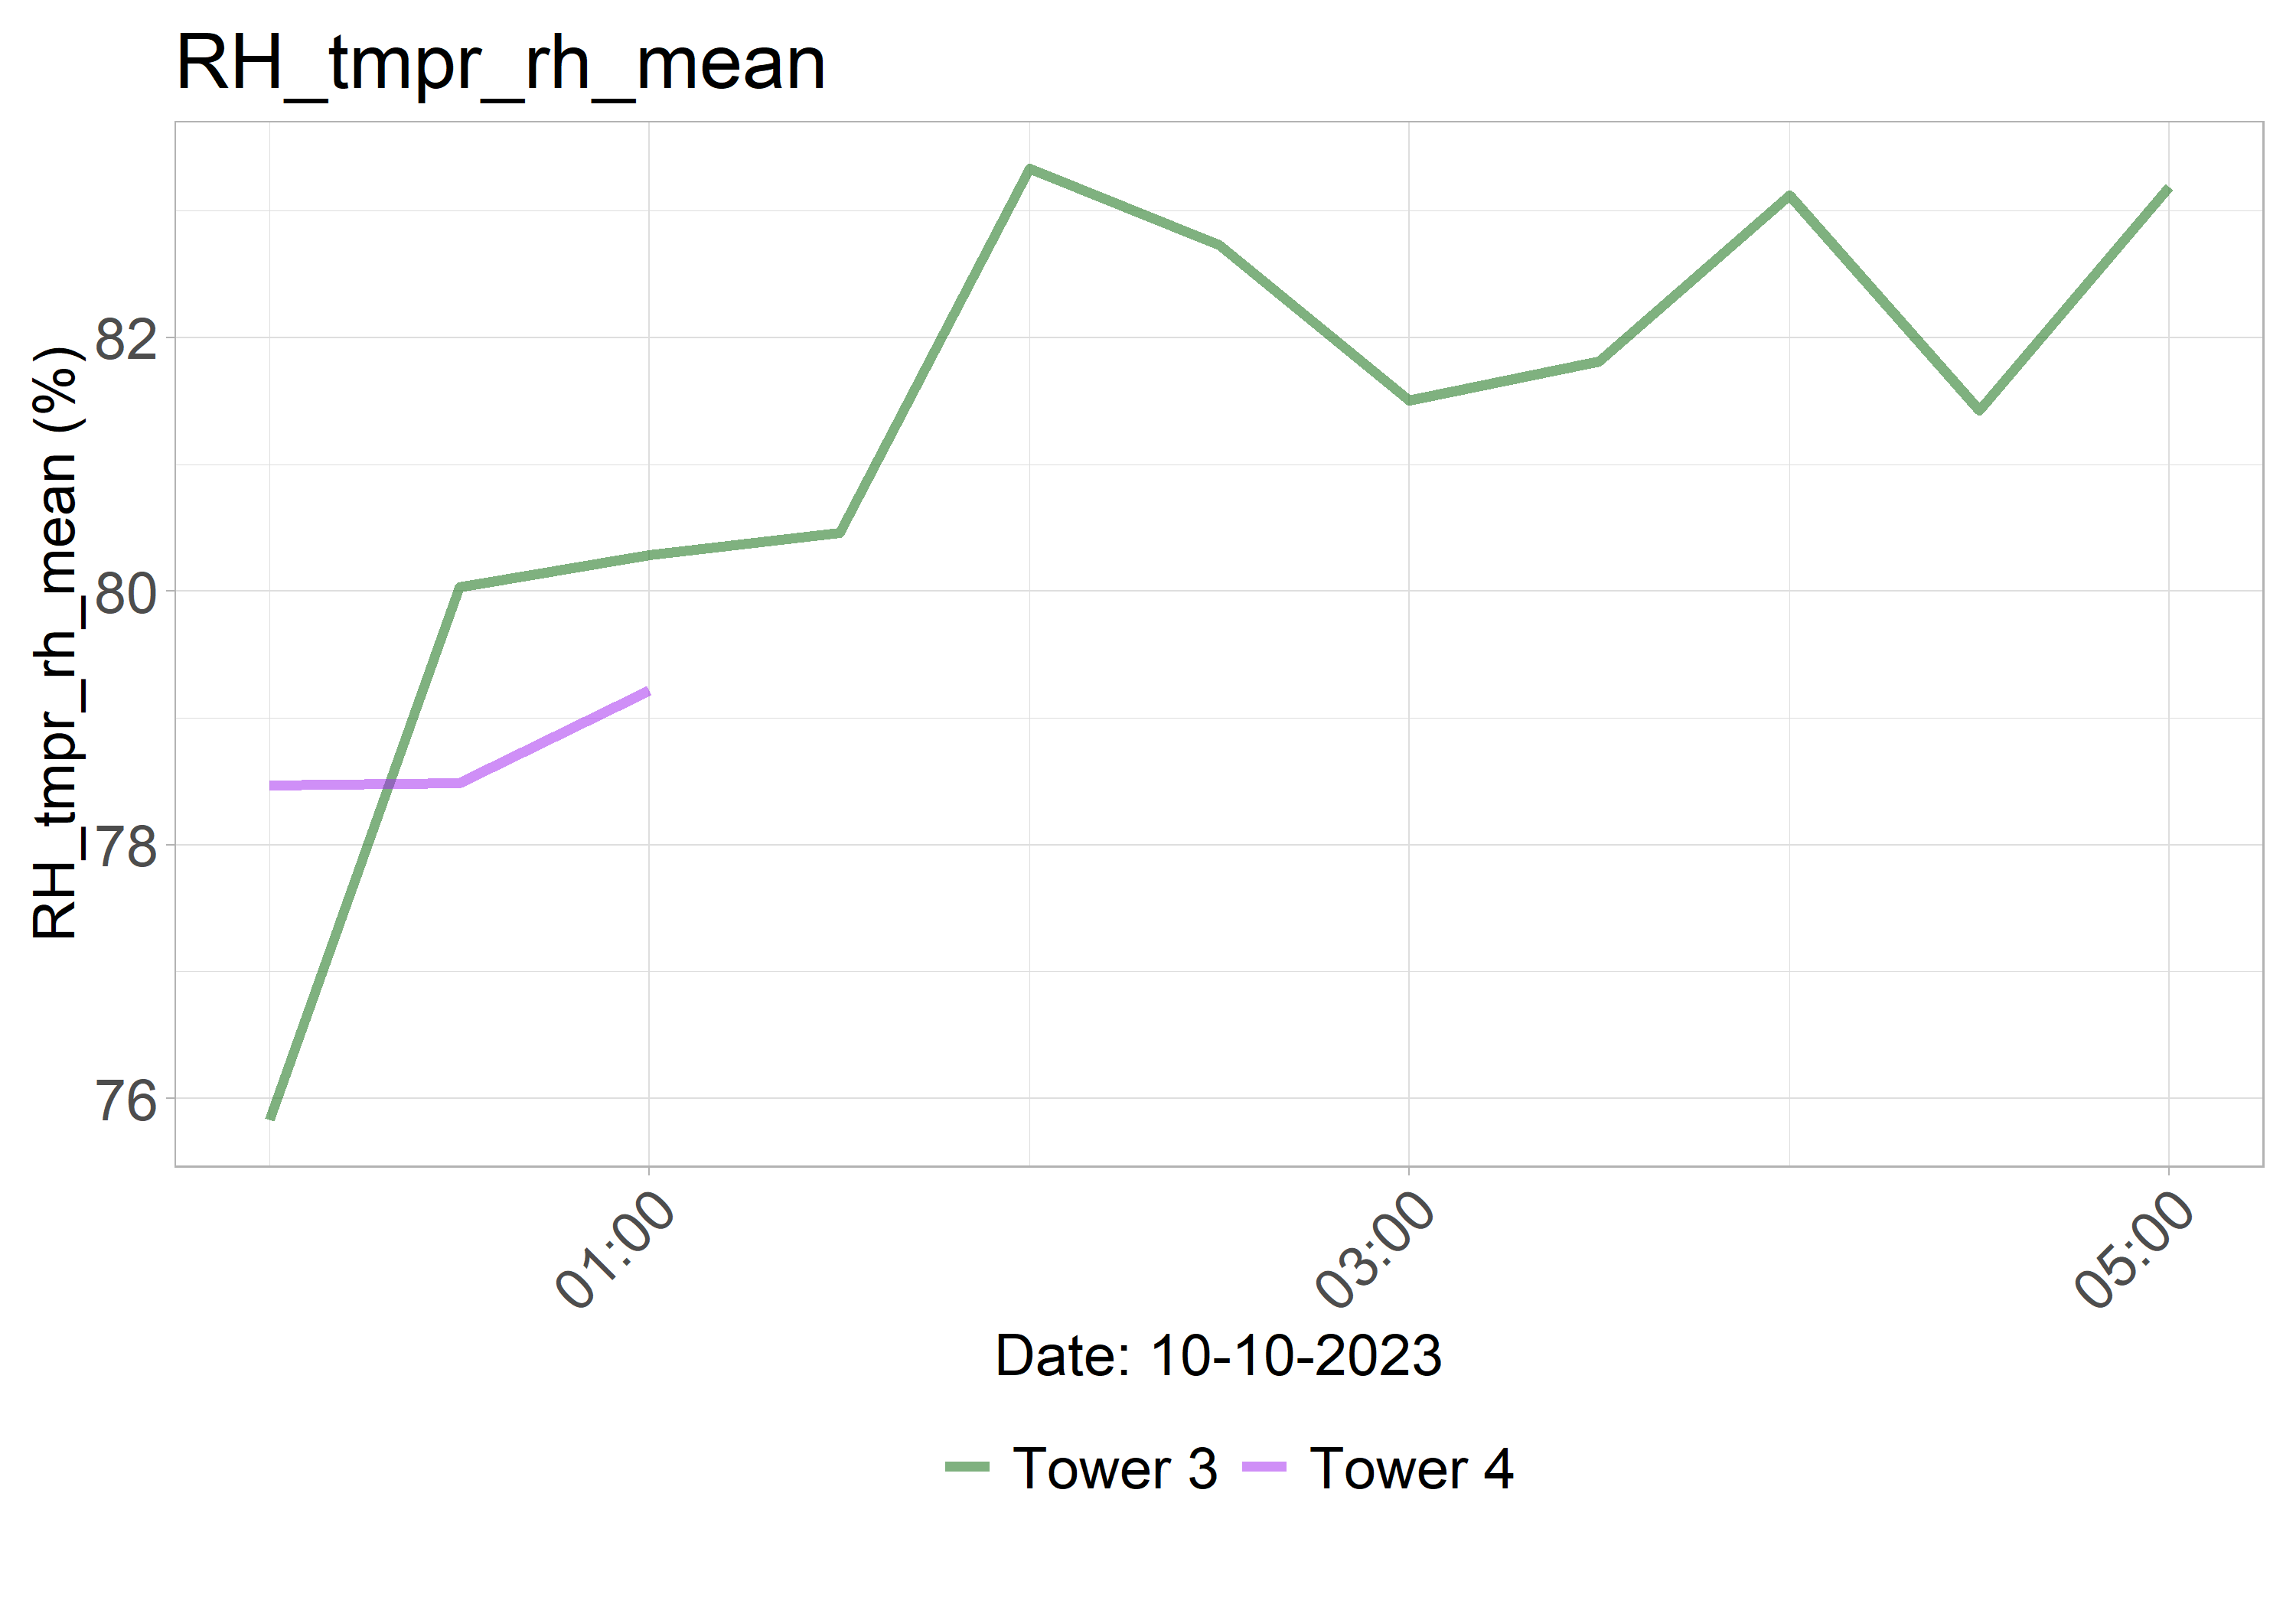 RH_tmpr_rh_mean
RH_tmpr_rh_mean (%)
82
80
78
76
01:00
03:00
05:00
Date: 10-10-2023
Tower 3
Tower 4